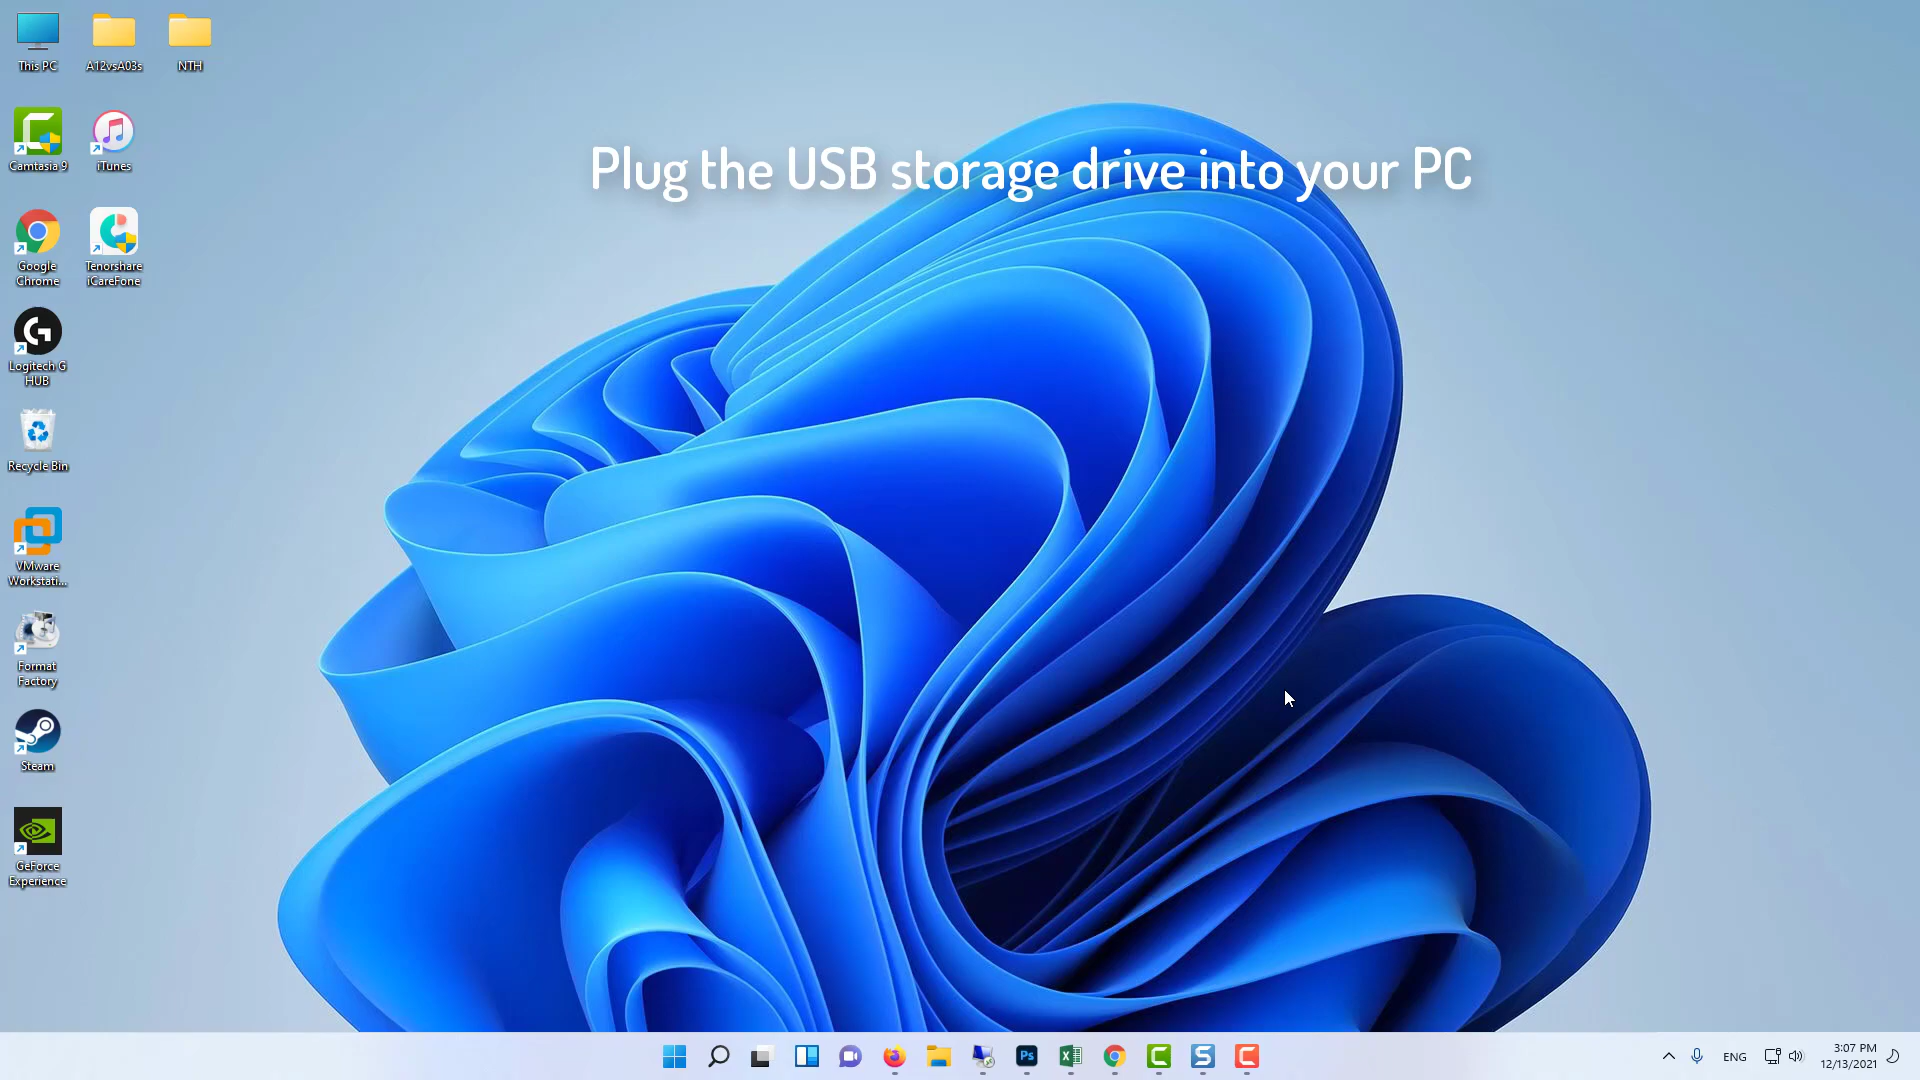 Plug the USB storage drive into your PC
This PC
A12vsA03s
NTH
Camtasia 9
iTunes
Google
Chrome
Tenorshare
iCareFone
Logitech G
HUB
Recycle Bin
VMware
Workstati...
Format
Factory
Steam
GeForce
Experience
Ps
ENG
3:07 PM
12/13/2021